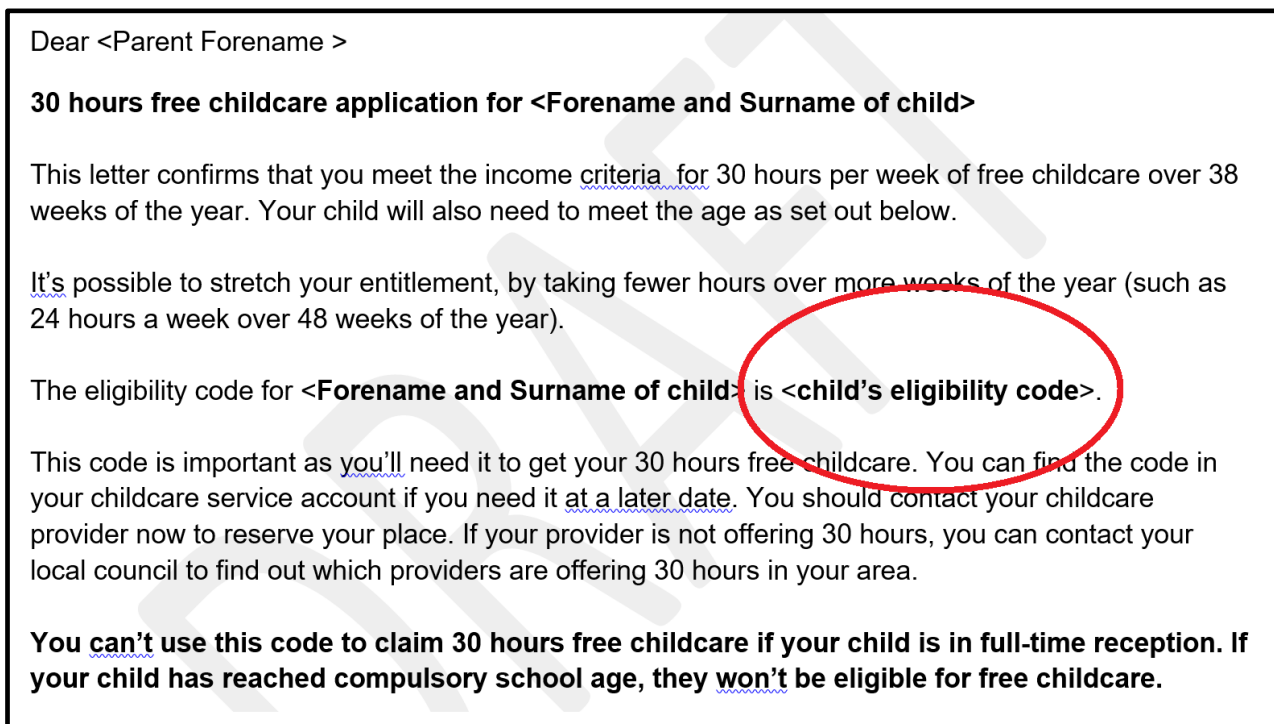 Dear <Parent Forename >
30 hours free childcare application for <Forename and Surname of child>
This letter confirms that you meet the income criteria  for 30 hours per week of free childcare over 38
weeks of the year. Your child will also need to meet the age as set out below.
It’s possible to stretch your entitlement, by taking fewer hours over more weeks of the year (such as
24 hours a week over 48 weeks of the year).
The eligibility code for <Forename and Surname of child> is <child’s eligibility code>.
This code is important as you’ll need it to get your 30 hours free childcare. You can find the code in
your childcare service account if you need it at a later date. You should contact your childcare
provider now to reserve your place. If your provider is not offering 30 hours, you can contact your
local council to find out which providers are offering 30 hours in your area.
You can’t use this code to claim 30 hours free childcare if your child is in full-time reception. If
your child has reached compulsory school age, they won’t be eligible for free childcare.
DRAFT